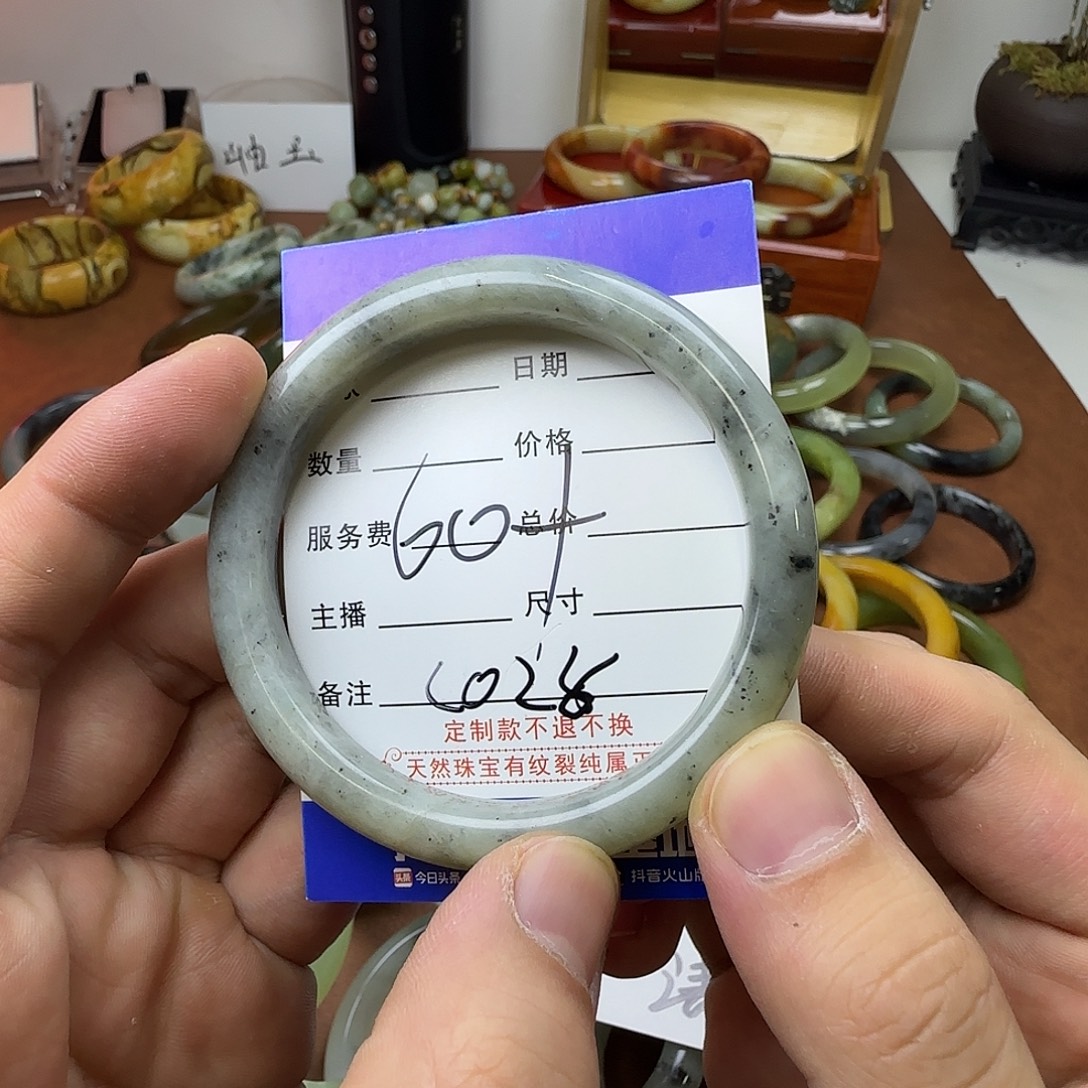 岫玉
日期
数量 价格
服务费 总价
60+
主播 尺寸
备注 6028
定制款不退不换
天然珠宝有纹裂纯属正
今日头条 抖音火山版